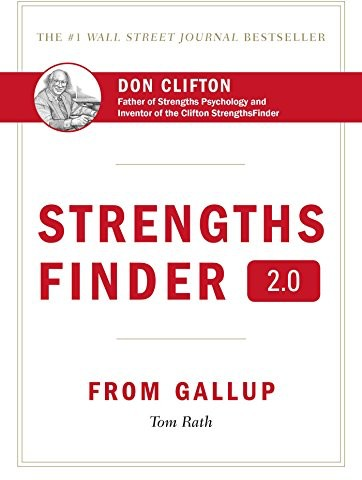 THE #1 WALL STREET JOURNAL BESTSELLER
DON CLIFTON
Father of Strengths Psychology and
Inventor of the Clifton StrengthsFinder
STRENGTHS
FINDER 2.0
FROM GALLUP
Tom Rath